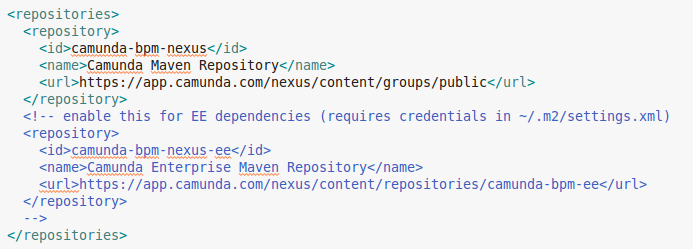 <repositories>
<repository>
<id>camunda-bpm-nexus</id>
<name>Camunda Maven Repository</name>
<url>https://app.camunda.com/nexus/content/groups/public</url>
</repository>
<!-- enable this for EE dependencies (requires credentials in ~/.m2/settings.xml)
<repository>
<id>camunda-bpm-nexus-ee</id>
<name>Camunda Enterprise Maven Repository</name>
<url>https://app.camunda.com/nexus/content/repositories/camunda-bpm-ee</url>
</repository>
-->
</repositories>